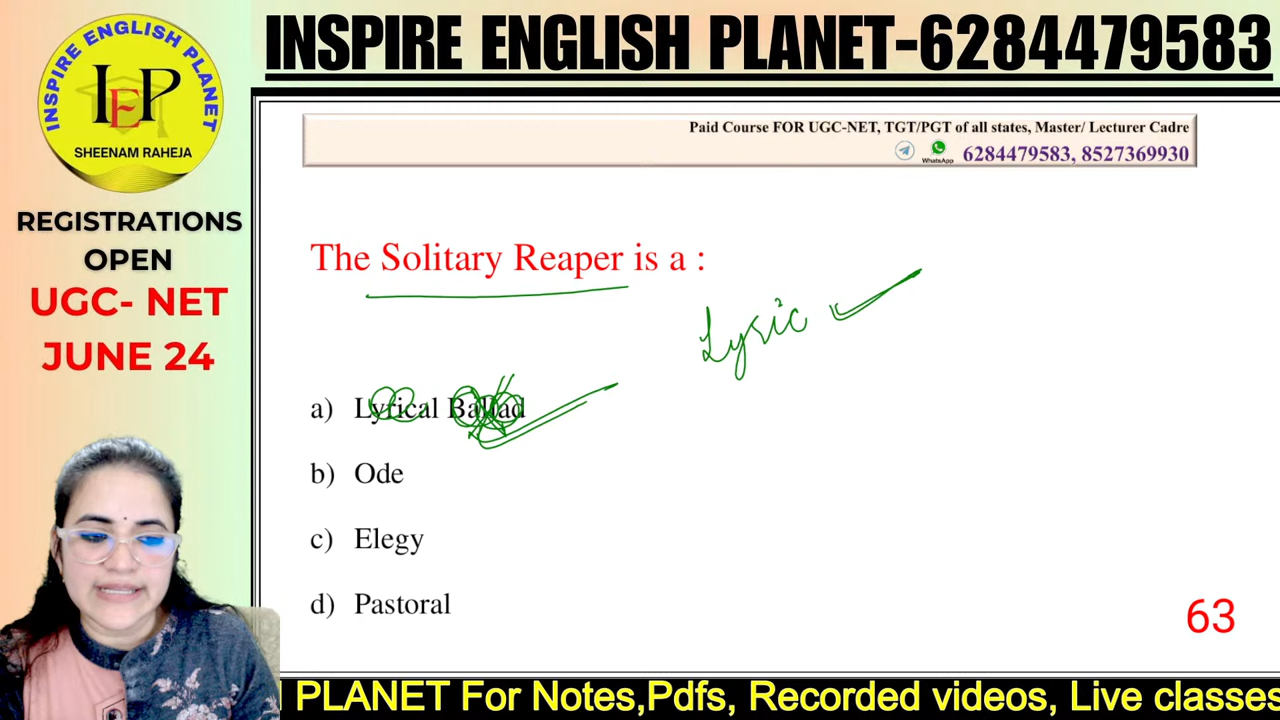 INSPIRE ENGLISH PLANET
IEP
SHEENAM RAHEJA
REGISTRATIONS
OPEN
UGC- NET
JUNE 24
INSPIRE ENGLISH PLANET-6284479583
Paid Course FOR UGC-NET, TGT/PGT of all states, Master/ Lecturer Cadre
WhatsApp 6284479583, 8527369930
The Solitary Reaper is a :
Lyric
a) Lyrical Ballad
b) Ode
c) Elegy
d) Pastoral
63
PLANET For Notes,Pdfs, Recorded videos, Live classes